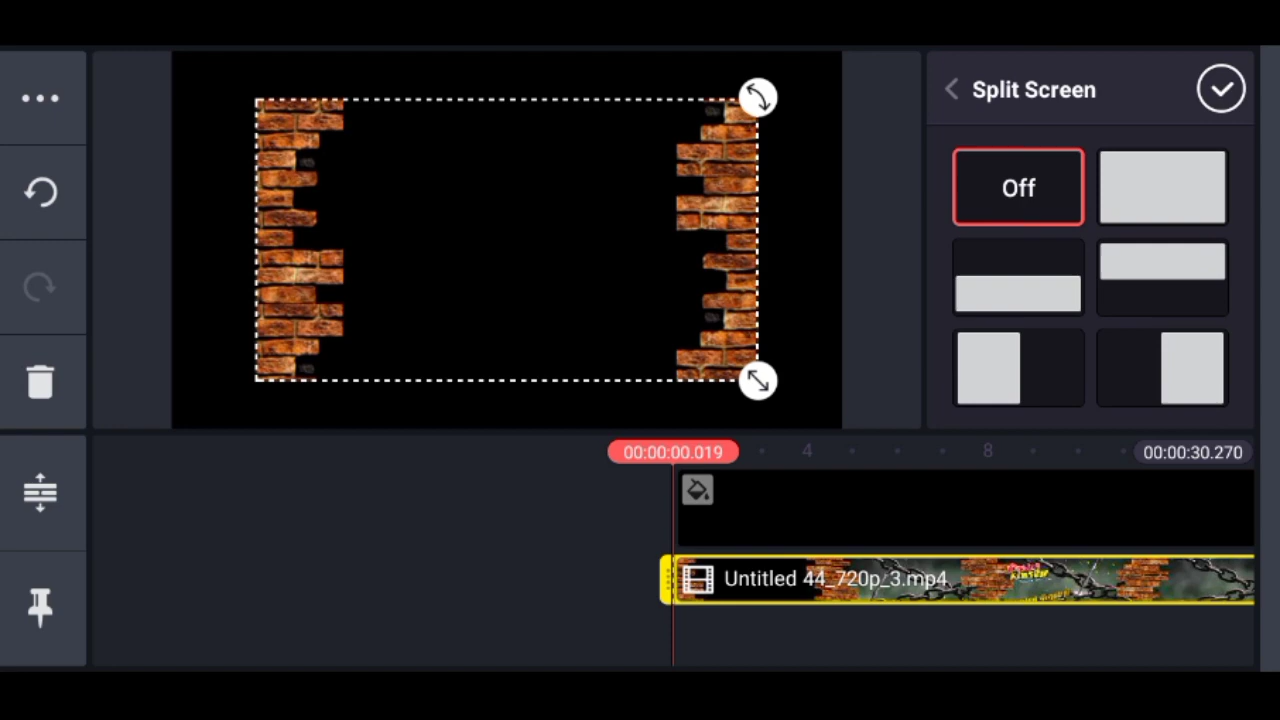 Split Screen
Off
00:00:00.019
4
8
00:00:30.270
Untitled 44_720p_3.mp4